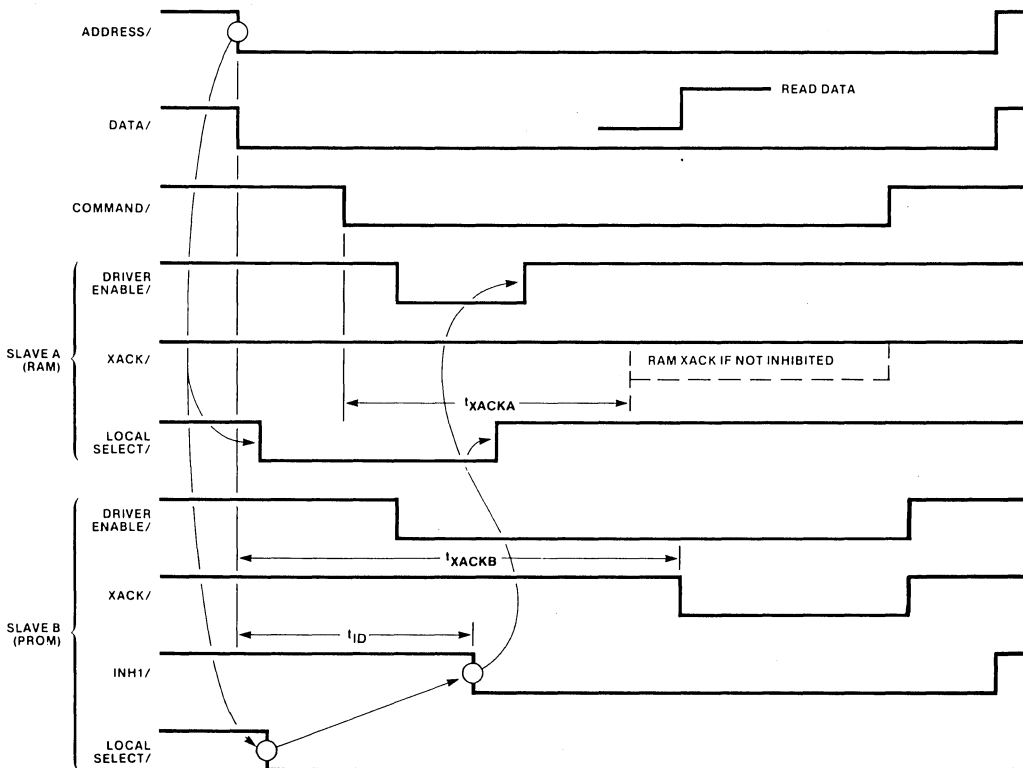 ADDRESS/
READ DATA
DATA/
COMMAND/
DRIVER
ENABLE/
SLAVE A
(RAM)
XACK/
RAM XACK IF NOT INHIBITED
tXACKA
LOCAL
SELECT/
DRIVER
ENABLE/
tXACKB
XACK/
SLAVE B
(PROM)
tID
INH1/
LOCAL
SELECT/